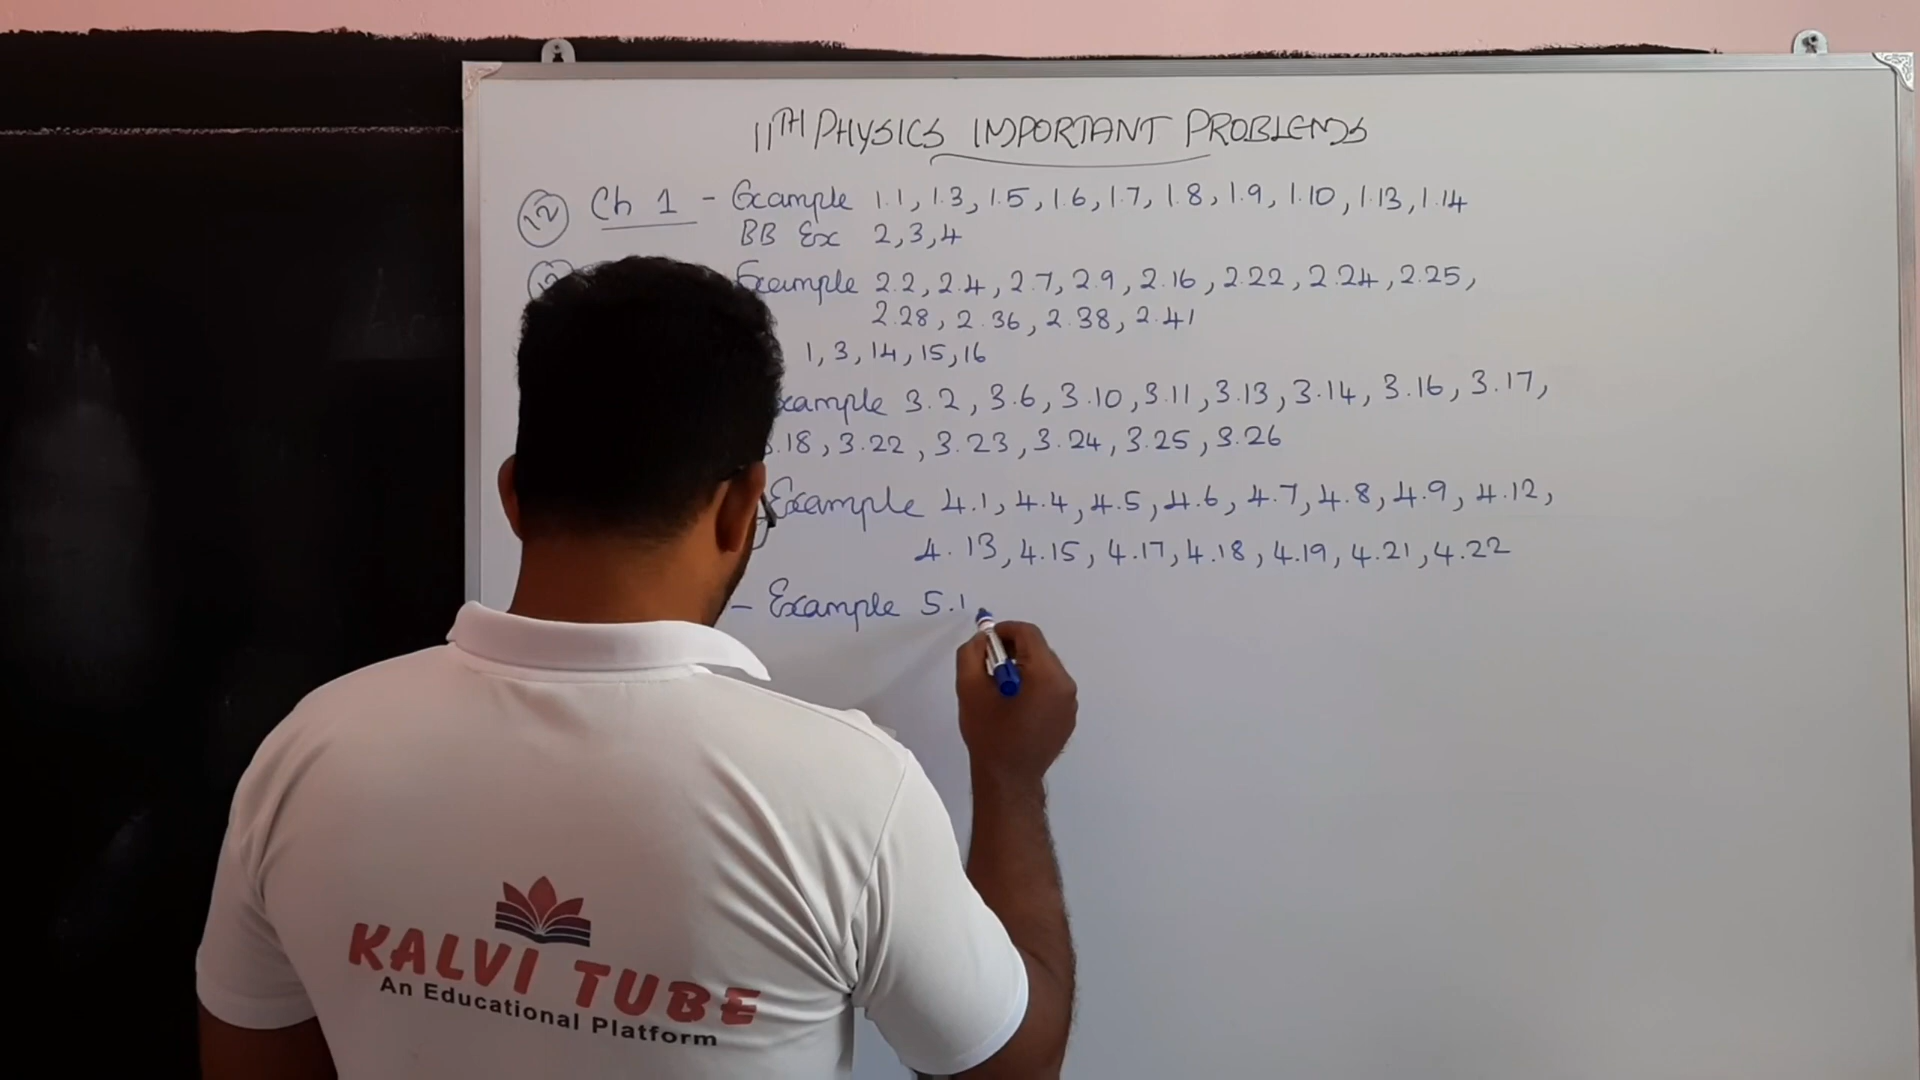 11TH PHYSICS IMPORTANT PROBLEMS
12 Ch 1 - Example 1.1, 1.3, 1.5, 1.6, 1.7, 1.8, 1.9, 1.10, 1.13, 1.14
BB Ex 2, 3, 4
Example 2.2, 2.4, 2.7, 2.9, 2.16, 2.22, 2.24, 2.25,
2.28, 2.36, 2.38, 2.41
1, 3, 14, 15, 16
xample 3.2, 3.6, 3.10, 3.11, 3.13, 3.14, 3.16, 3.17,
.18, 3.22, 3.23, 3.24, 3.25, 3.26
Example 4.1, 4.4, 4.5, 4.6, 4.7, 4.8, 4.9, 4.12,
4.13, 4.15, 4.17, 4.18, 4.19, 4.21, 4.22
- Example 5.1
KALVI TUBE
An Educational Platform